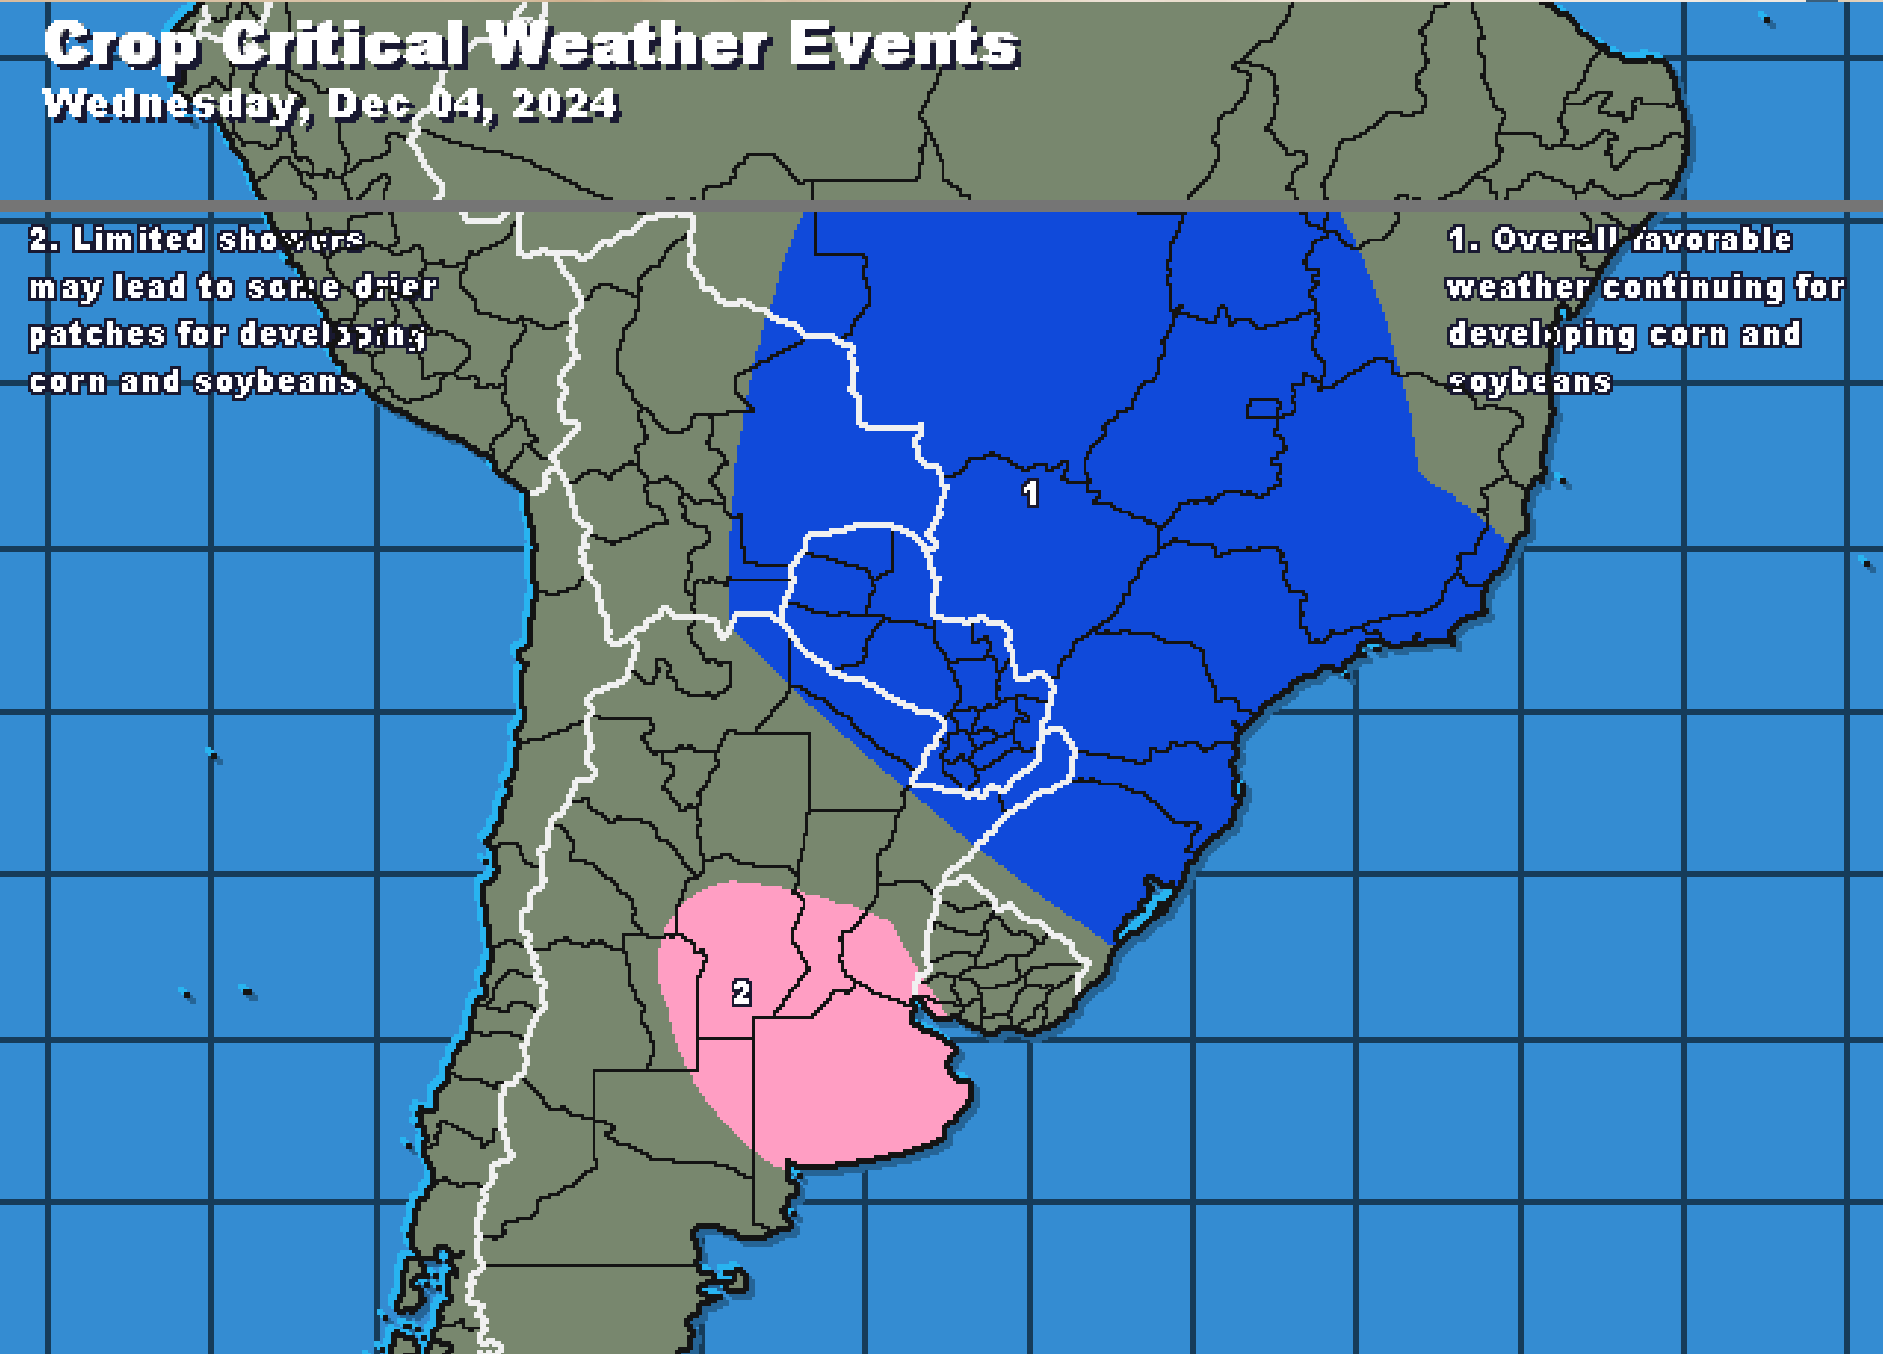 Crop Critical Weather Events
Wednesday, Dec 04, 2024
2. Limited showers
may lead to some drier
patches for developing
corn and soybeans
1. Overall favorable
weather continuing for
developing corn and
soybeans
1
2